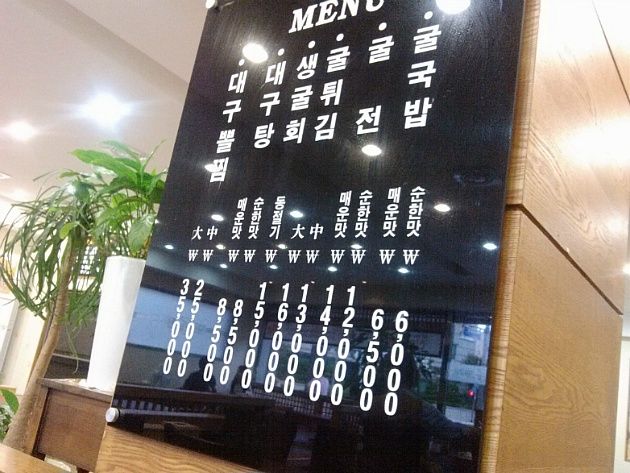 MENU
• 굴국밥
• 굴전
• 굴튀김
• 생굴회
• 대구탕
• 대구뽈찜
순한맛 ₩ 6,000
매운맛 ₩ 6,500
순한맛 ₩ 12,000
매운맛 ₩ 14,000
中 ₩ 13,000
大 ₩ 16,000
동절기 ₩ 15,000
순한맛 ₩ 8,500
매운맛 ₩ 8,500
中 ₩ 25,000
大 ₩ 35,000